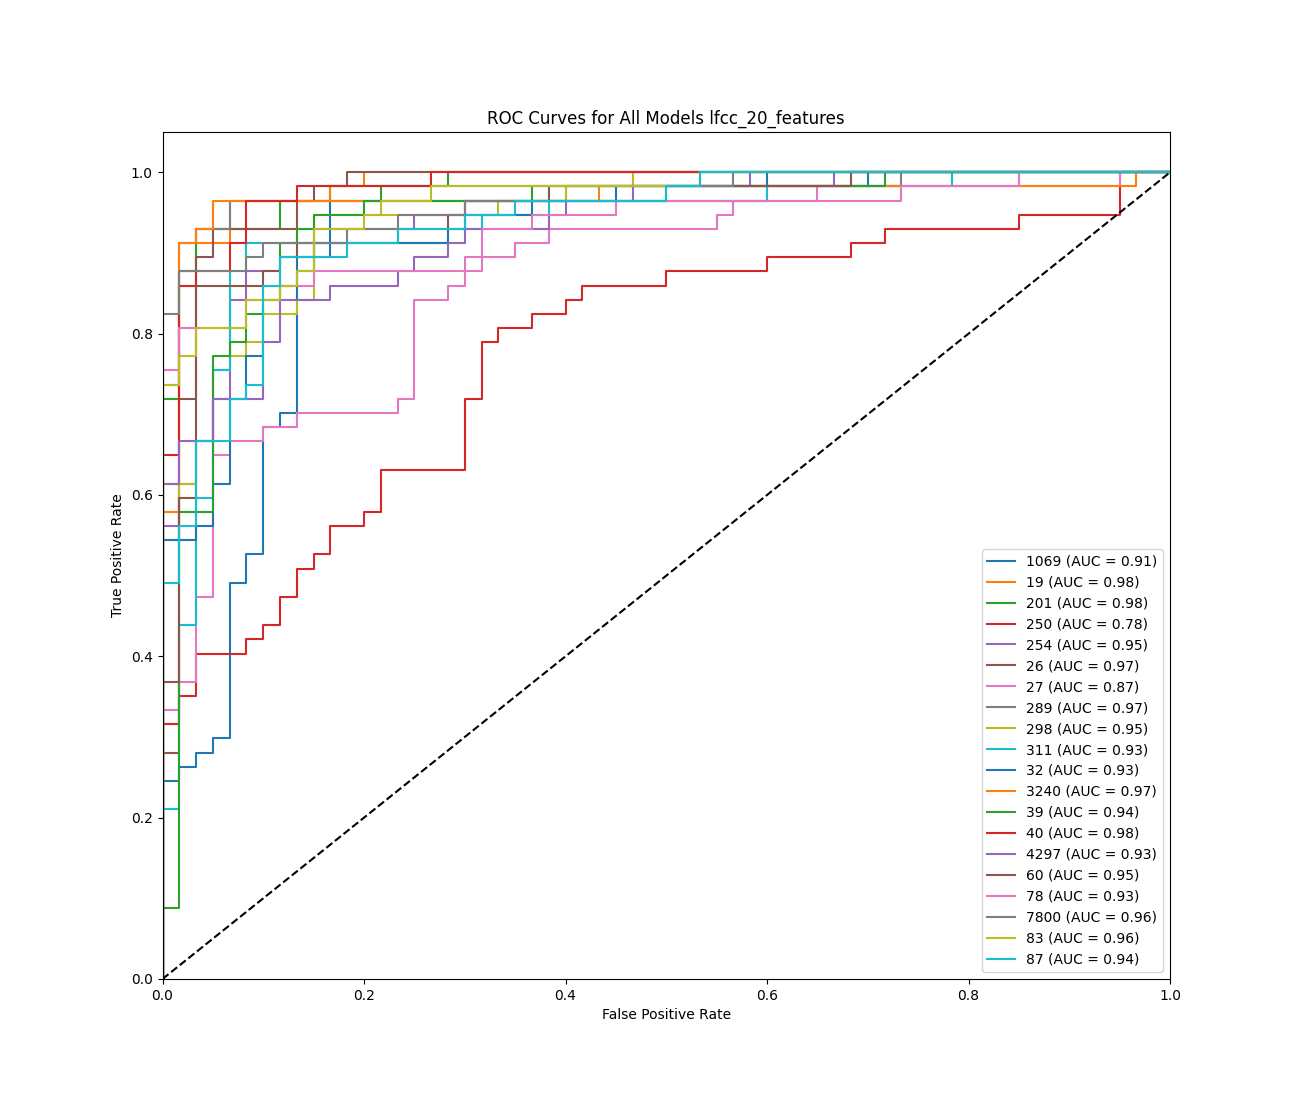 ROC Curves for All Models lfcc_20_features
True Positive Rate
1.0
0.8
0.6
0.4
0.2
0.0
0.0 0.2 0.4 0.6 0.8 1.0
False Positive Rate
1069 (AUC = 0.91)
19 (AUC = 0.98)
201 (AUC = 0.98)
250 (AUC = 0.78)
254 (AUC = 0.95)
26 (AUC = 0.97)
27 (AUC = 0.87)
289 (AUC = 0.97)
298 (AUC = 0.95)
311 (AUC = 0.93)
32 (AUC = 0.93)
3240 (AUC = 0.97)
39 (AUC = 0.94)
40 (AUC = 0.98)
4297 (AUC = 0.93)
60 (AUC = 0.95)
78 (AUC = 0.93)
7800 (AUC = 0.96)
83 (AUC = 0.96)
87 (AUC = 0.94)